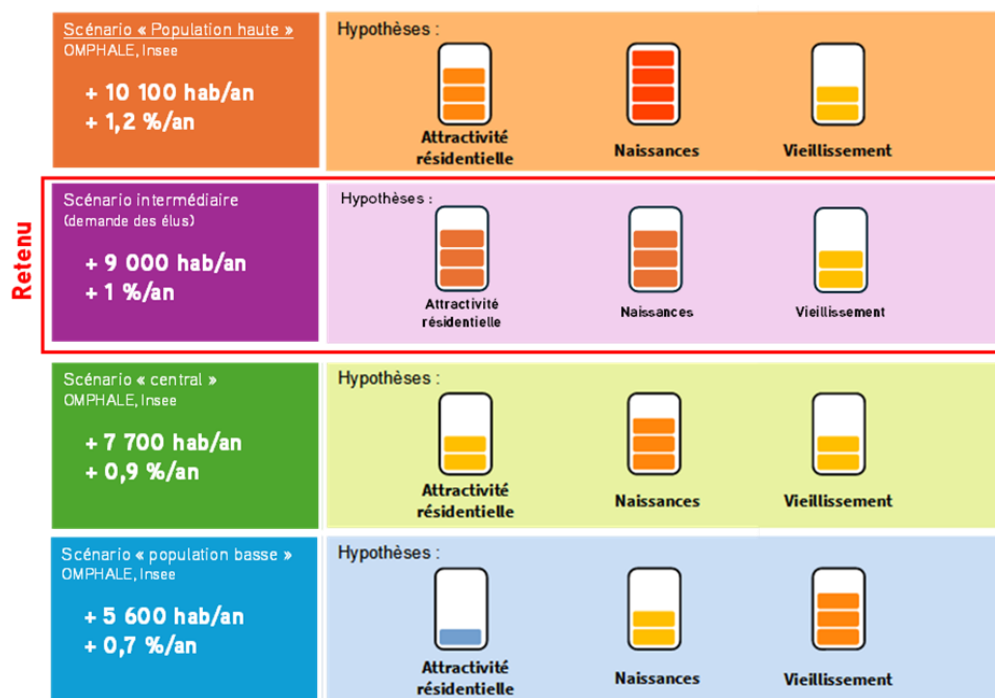 Scénario « Population haute »
OMPHALE, Insee
+ 10 100 hab/an
+ 1,2 %/an
Hypothèses :
Attractivité
résidentielle
Naissances
Vieillissement
Retenu
Scénario intermédiaire
(demande des élus)
+ 9 000 hab/an
+ 1 %/an
Hypothèses :
Attractivité
résidentielle
Naissances
Vieillissement
Scénario « central »
OMPHALE, Insee
+ 7 700 hab/an
+ 0,9 %/an
Hypothèses :
Attractivité
résidentielle
Naissances
Vieillissement
Scénario « population basse »
OMPHALE, Insee
+ 5 600 hab/an
+ 0,7 %/an
Hypothèses :
Attractivité
résidentielle
Naissances
Vieillissement